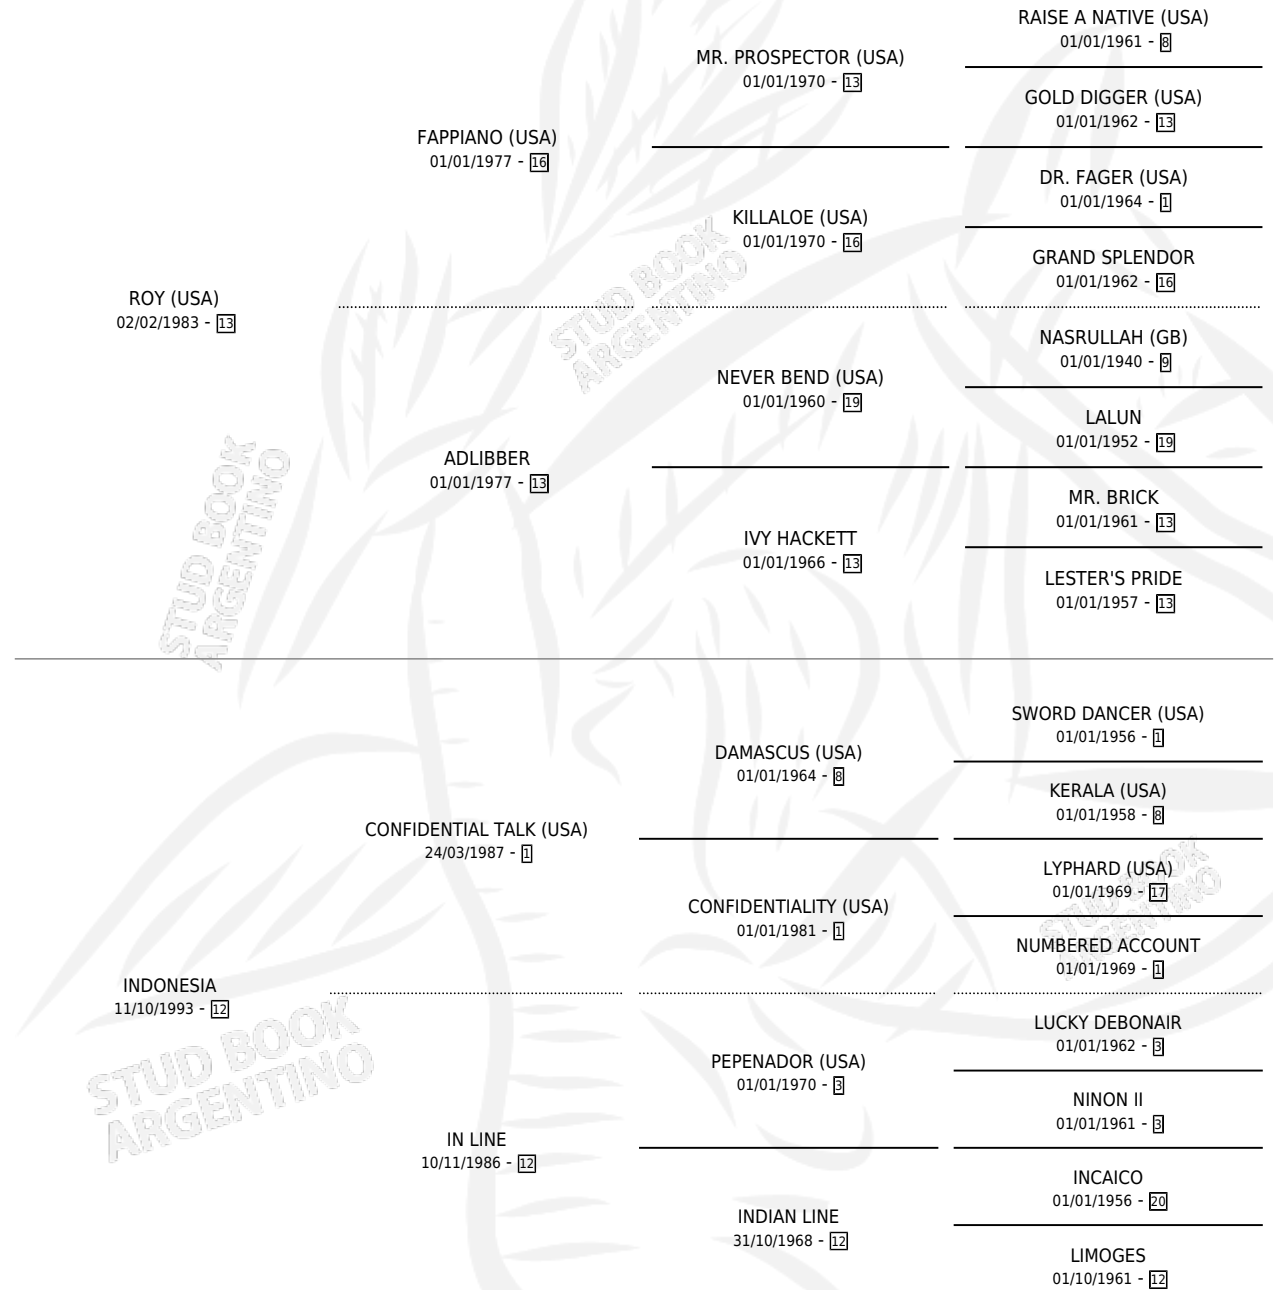 RAISE A NATIVE (USA)
01/01/1961 - 8
MR. PROSPECTOR (USA)
01/01/1970 - 13
GOLD DIGGER (USA)
01/01/1962 - 13
FAPPIANO (USA)
01/01/1977 - 16
DR. FAGER (USA)
01/01/1964 - 1
KILLALOE (USA)
01/01/1970 - 16
GRAND SPLENDOR
01/01/1962 - 16
ROY (USA)
02/02/1983 - 13
STUD BOOK
ARGENTINO
NASRULLAH (GB)
01/01/1940 - 9
NEVER BEND (USA)
01/01/1960 - 19
LALUN
01/01/1952 - 19
ADLIBBER
01/01/1977 - 13
MR. BRICK
01/01/1961 - 13
IVY HACKETT
01/01/1966 - 13
LESTER'S PRIDE
01/01/1957 - 13
STUD BOOK
ARGENTINO
SWORD DANCER (USA)
01/01/1956 - 1
DAMASCUS (USA)
01/01/1964 - 8
KERALA (USA)
01/01/1958 - 8
CONFIDENTIAL TALK (USA)
24/03/1987 - 1
LYPHARD (USA)
01/01/1969 - 17
CONFIDENTIALITY (USA)
01/01/1981 - 1
NUMBERED ACCOUNT
01/01/1969 - 1
STUD BOOK
ARGENTINO
INDONESIA
11/10/1993 - 12
LUCKY DEBONAIR
01/01/1962 - 3
PEPENADOR (USA)
01/01/1970 - 3
NINON II
01/01/1961 - 3
STUD BOOK
ARGENTINO
IN LINE
10/11/1986 - 12
INCAICO
01/01/1956 - 20
INDIAN LINE
31/10/1968 - 12
LIMOGES
01/10/1961 - 12